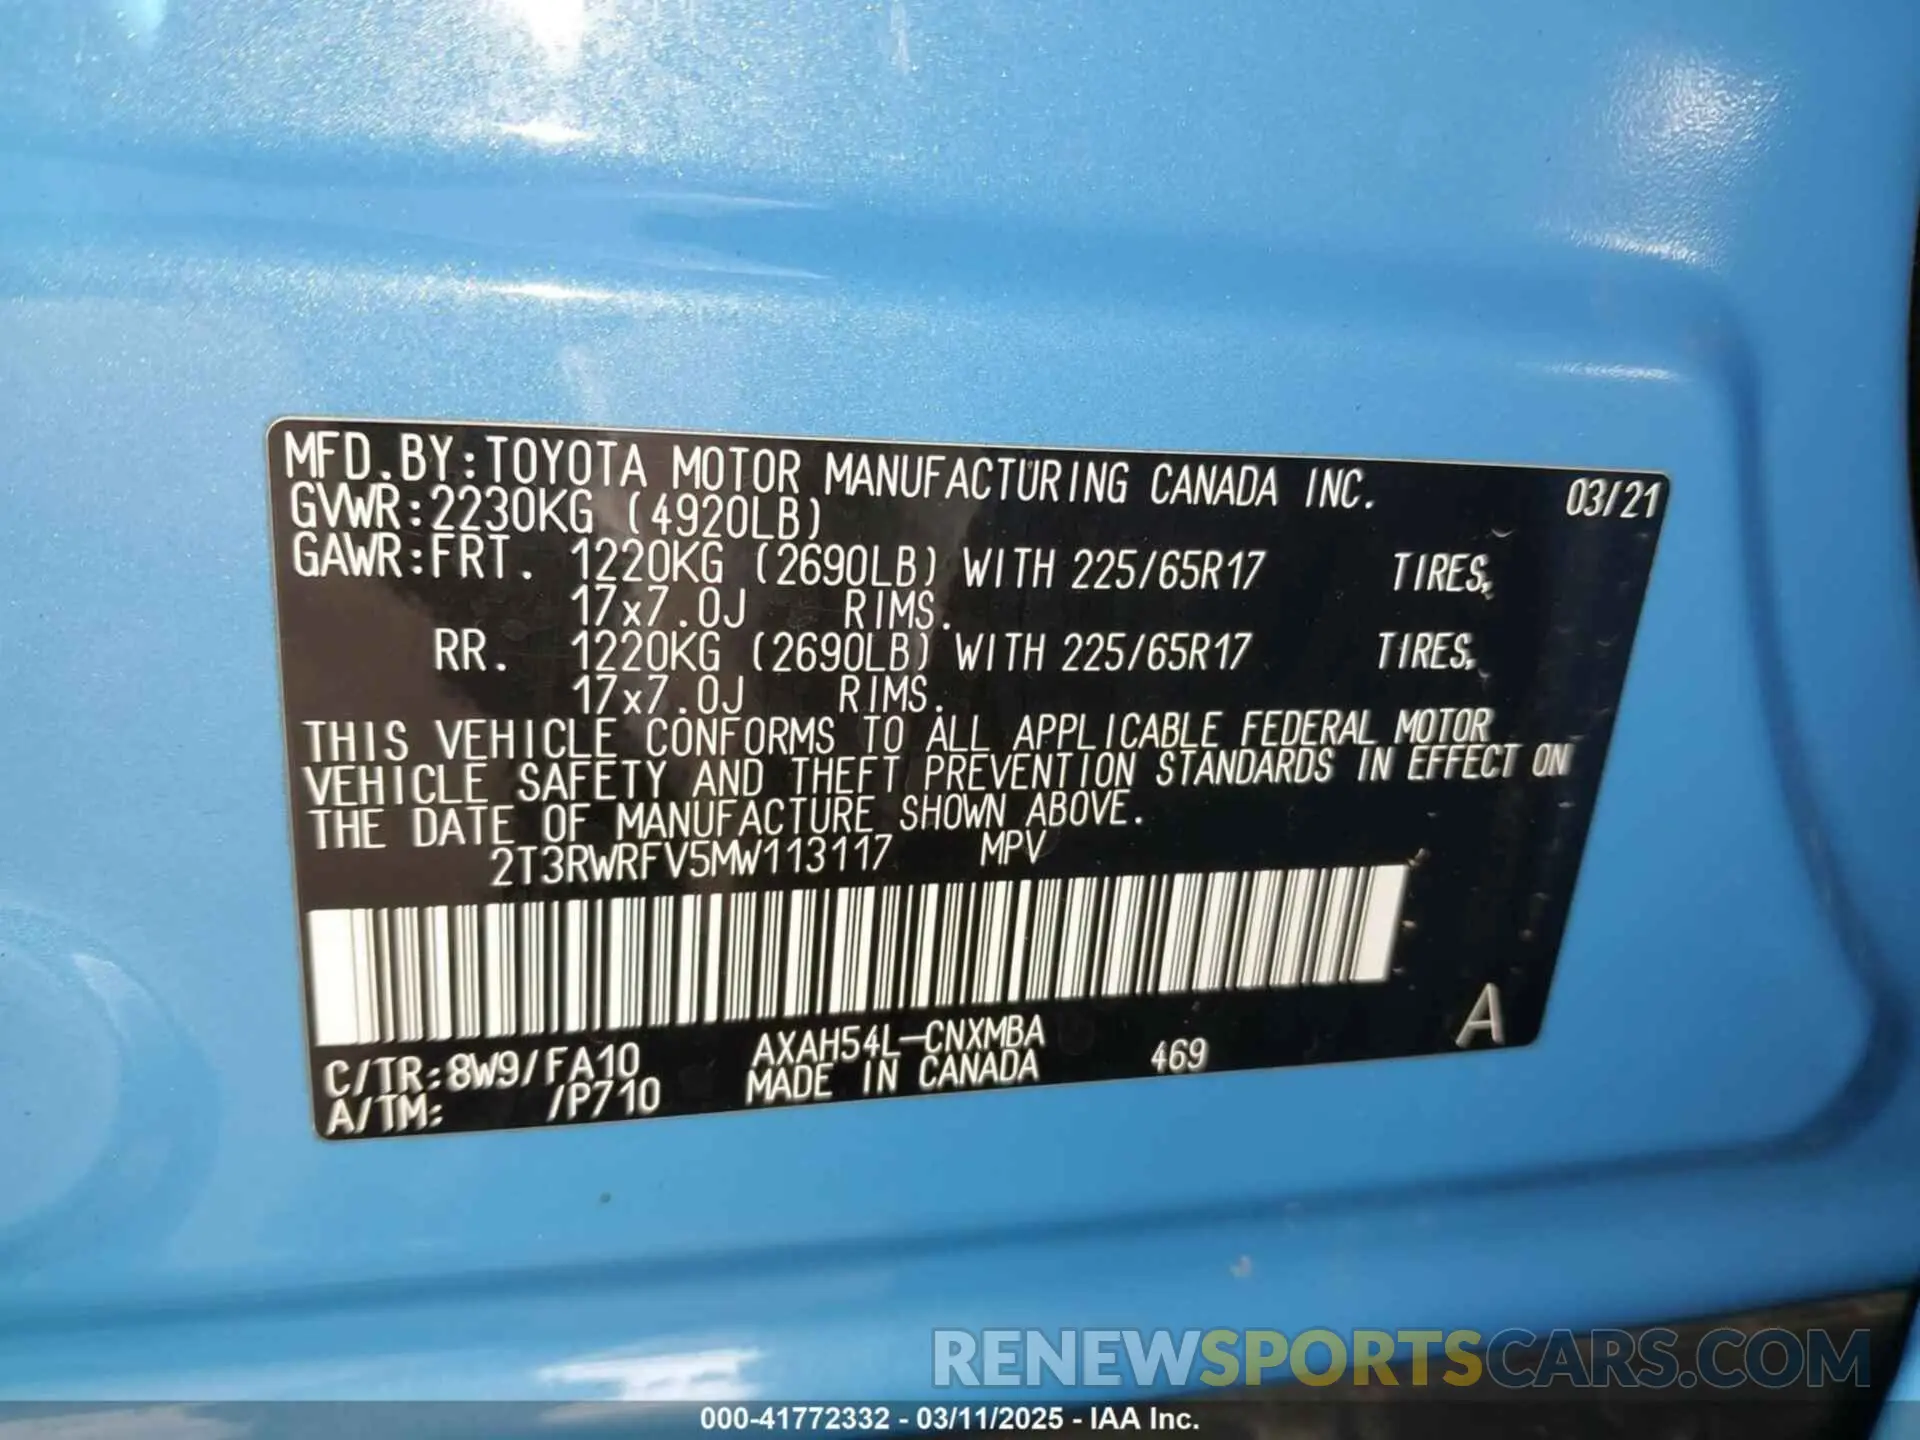 MFD.BY:TOYOTA MOTOR MANUFACTURING CANADA INC. 03/21
GVWR:2230KG (4920LB)
GAWR:FRT. 1220KG (2690LB) WITH 225/65R17 TIRES,
17x7.0J RIMS.
RR. 1220KG (2690LB) WITH 225/65R17 TIRES,
17x7.0J RIMS.
THIS VEHICLE CONFORMS TO ALL APPLICABLE FEDERAL MOTOR
VEHICLE SAFETY AND THEFT PREVENTION STANDARDS IN EFFECT ON
THE DATE OF MANUFACTURE SHOWN ABOVE.
2T3RWRFV5MW113117 MPV
C/TR:8W9/FA10 AXAH54L-CNXMBA 469 A
A/TM: /P710 MADE IN CANADA
RENEWSPORTSCARS.COM
000-41772332 - 03/11/2025 - IAA Inc.